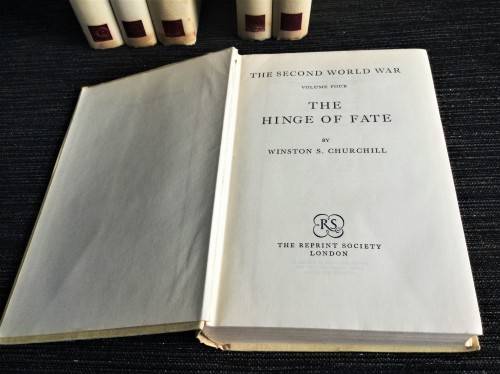 THE SECOND WORLD WAR
VOLUME FOUR
THE
HINGE OF FATE
BY
WINSTON S. CHURCHILL
RS
THE REPRINT SOCIETY
LONDON